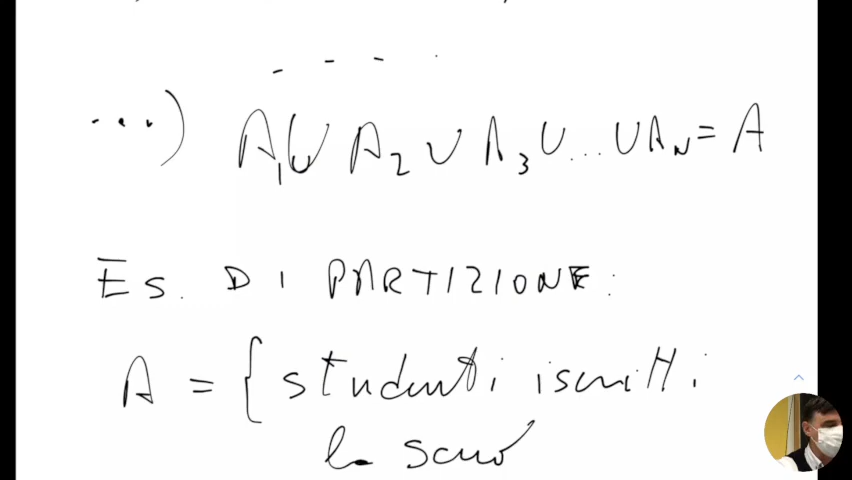 ...) A₁ ∪ A₂ ∪ A₃ ∪ ... ∪ Aₙ = A
Es. DI PARTIZIONE:
A = { studenti iscritti